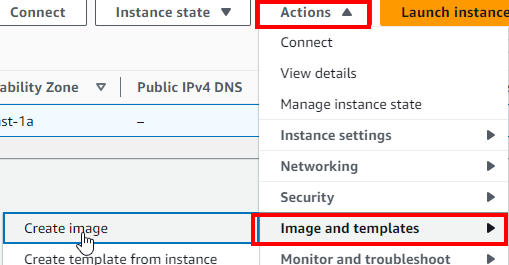 Connect
Instance state
Actions
Launch instance
ability Zone
Public IPv4 DNS
st-1a
–
Connect
View details
Manage instance state
Instance settings
Networking
Security
Image and templates
Create image
Create template from instance
Monitor and troubleshoot